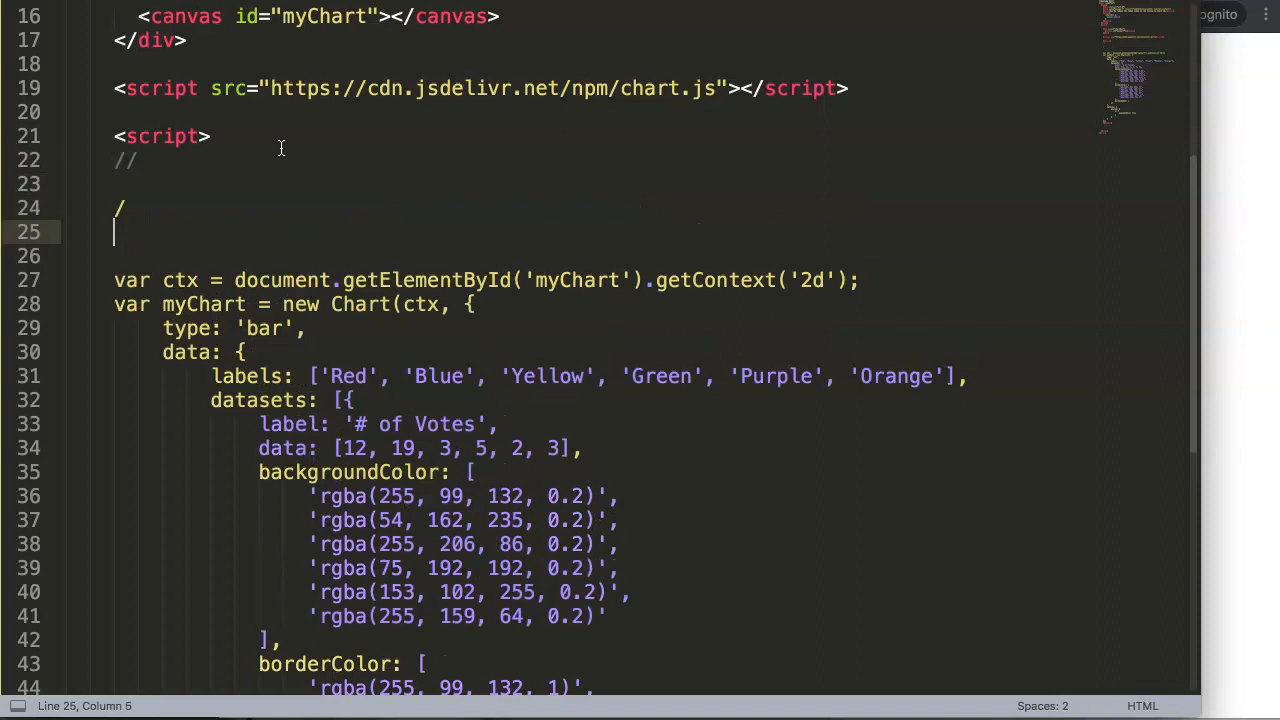 16 <canvas id="myChart"></canvas>
17 </div>
18
19 <script src="https://cdn.jsdelivr.net/npm/chart.js"></script>
20
21 <script>
22 //
23
24 /
25
26
27 var ctx = document.getElementById('myChart').getContext('2d');
28 var myChart = new Chart(ctx, {
29 type: 'bar',
30 data: {
31 labels: ['Red', 'Blue', 'Yellow', 'Green', 'Purple', 'Orange'],
32 datasets: [{
33 label: '# of Votes',
34 data: [12, 19, 3, 5, 2, 3],
35 backgroundColor: [
36 'rgba(255, 99, 132, 0.2)',
37 'rgba(54, 162, 235, 0.2)',
38 'rgba(255, 206, 86, 0.2)',
39 'rgba(75, 192, 192, 0.2)',
40 'rgba(153, 102, 255, 0.2)',
41 'rgba(255, 159, 64, 0.2)'
42 ],
43 borderColor: [
44 'rgba(255, 99, 132, 1)',
Line 25, Column 5
Spaces: 2
HTML
ognito